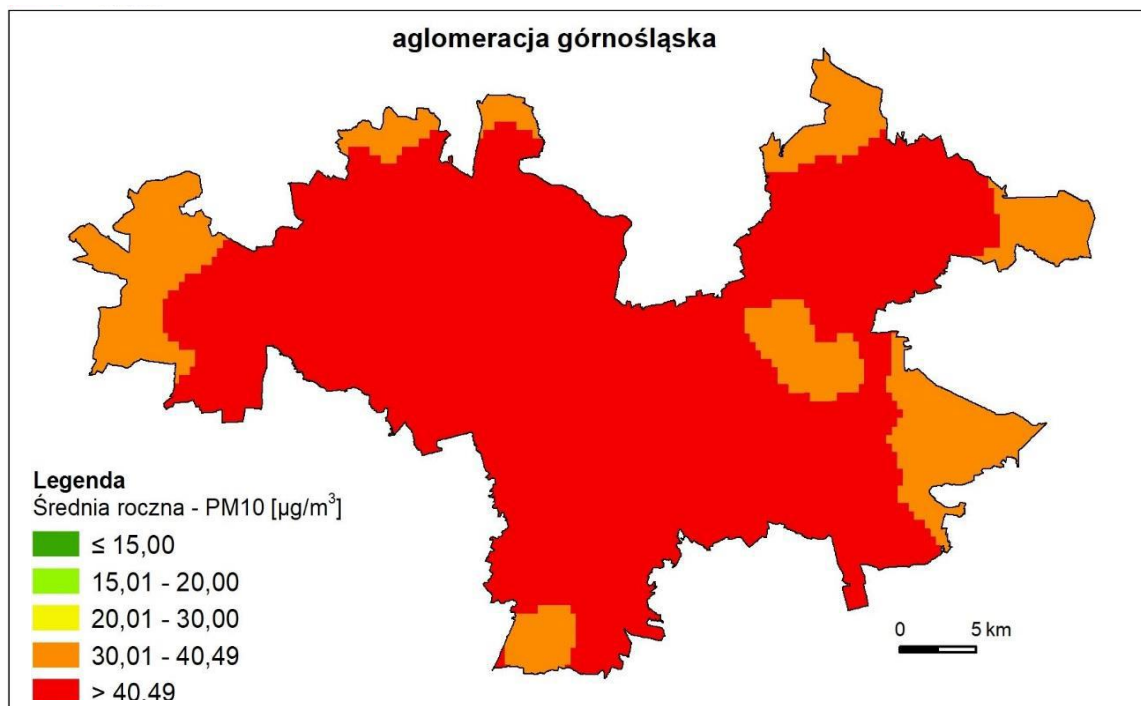 aglomeracja górnośląska
Legenda
Średnia roczna - PM10 [µg/m³]
≤ 15,00
15,01 - 20,00
20,01 - 30,00
30,01 - 40,49
> 40,49
0 5 km